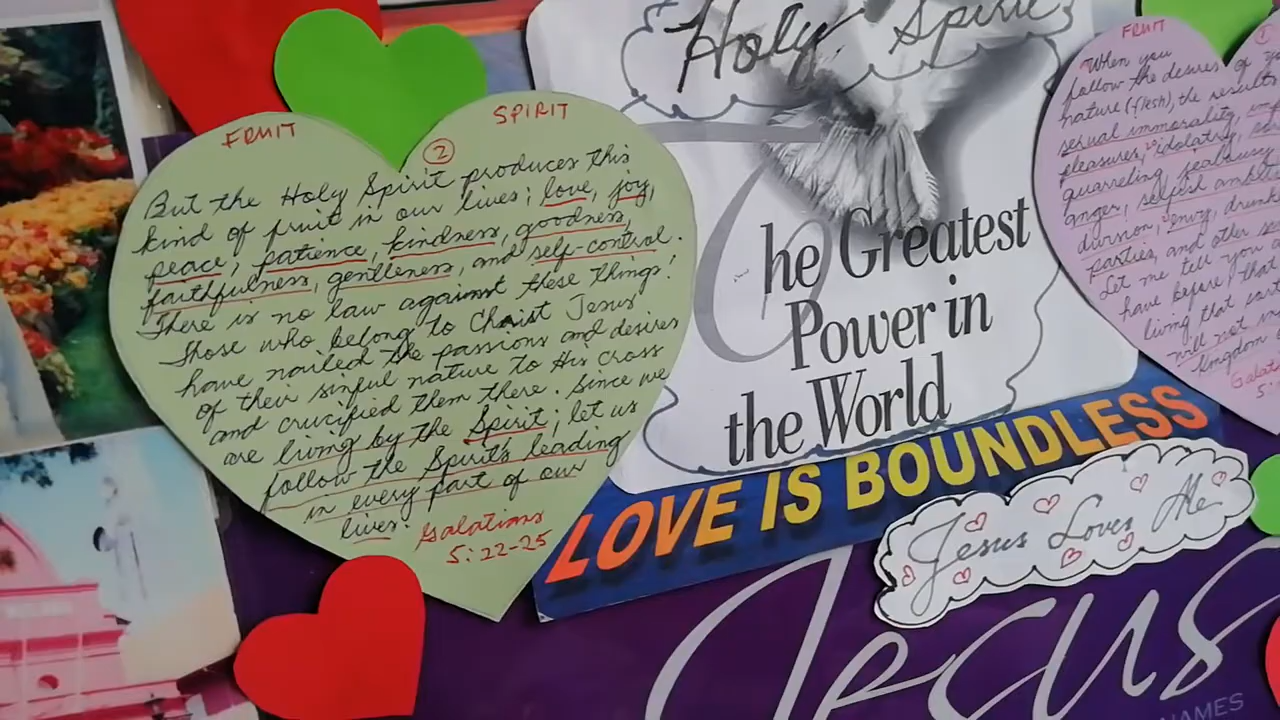 FRUIT SPIRIT
2
But the Holy Spirit produces this
kind of fruit in our lives; love, joy,
peace, patience, kindness, goodness,
faithfulness, gentleness, and self-control.
There is no law against these things!
Those who belong to Christ Jesus
have nailed the passions and desires
of their sinful nature to His cross
and crucified them there. Since we
are living by the Spirit; let us
follow the Spirit's leading
in every part of our
lives.
Galatians
5:22-25
Holy Spirit
The Greatest
Power in
the World
LOVE IS BOUNDLESS
Jesus Loves Me
Jesus
NAMES
FRUIT
1
When you
follow the desires of
nature (flesh), the results
sexual immorality,
pleasures, idolatry,
quarreling, jealousy
anger, selfish
division, envy,
parties, and other
Let me tell you
have before, that
living that
will not
Kingdom
5: